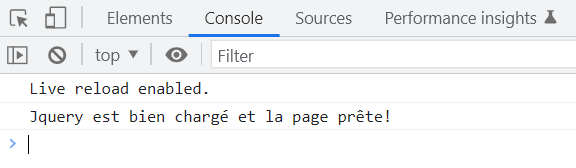 Elements Console Sources Performance insights
top Filter
Live reload enabled.
Jquery est bien chargé et la page prête!